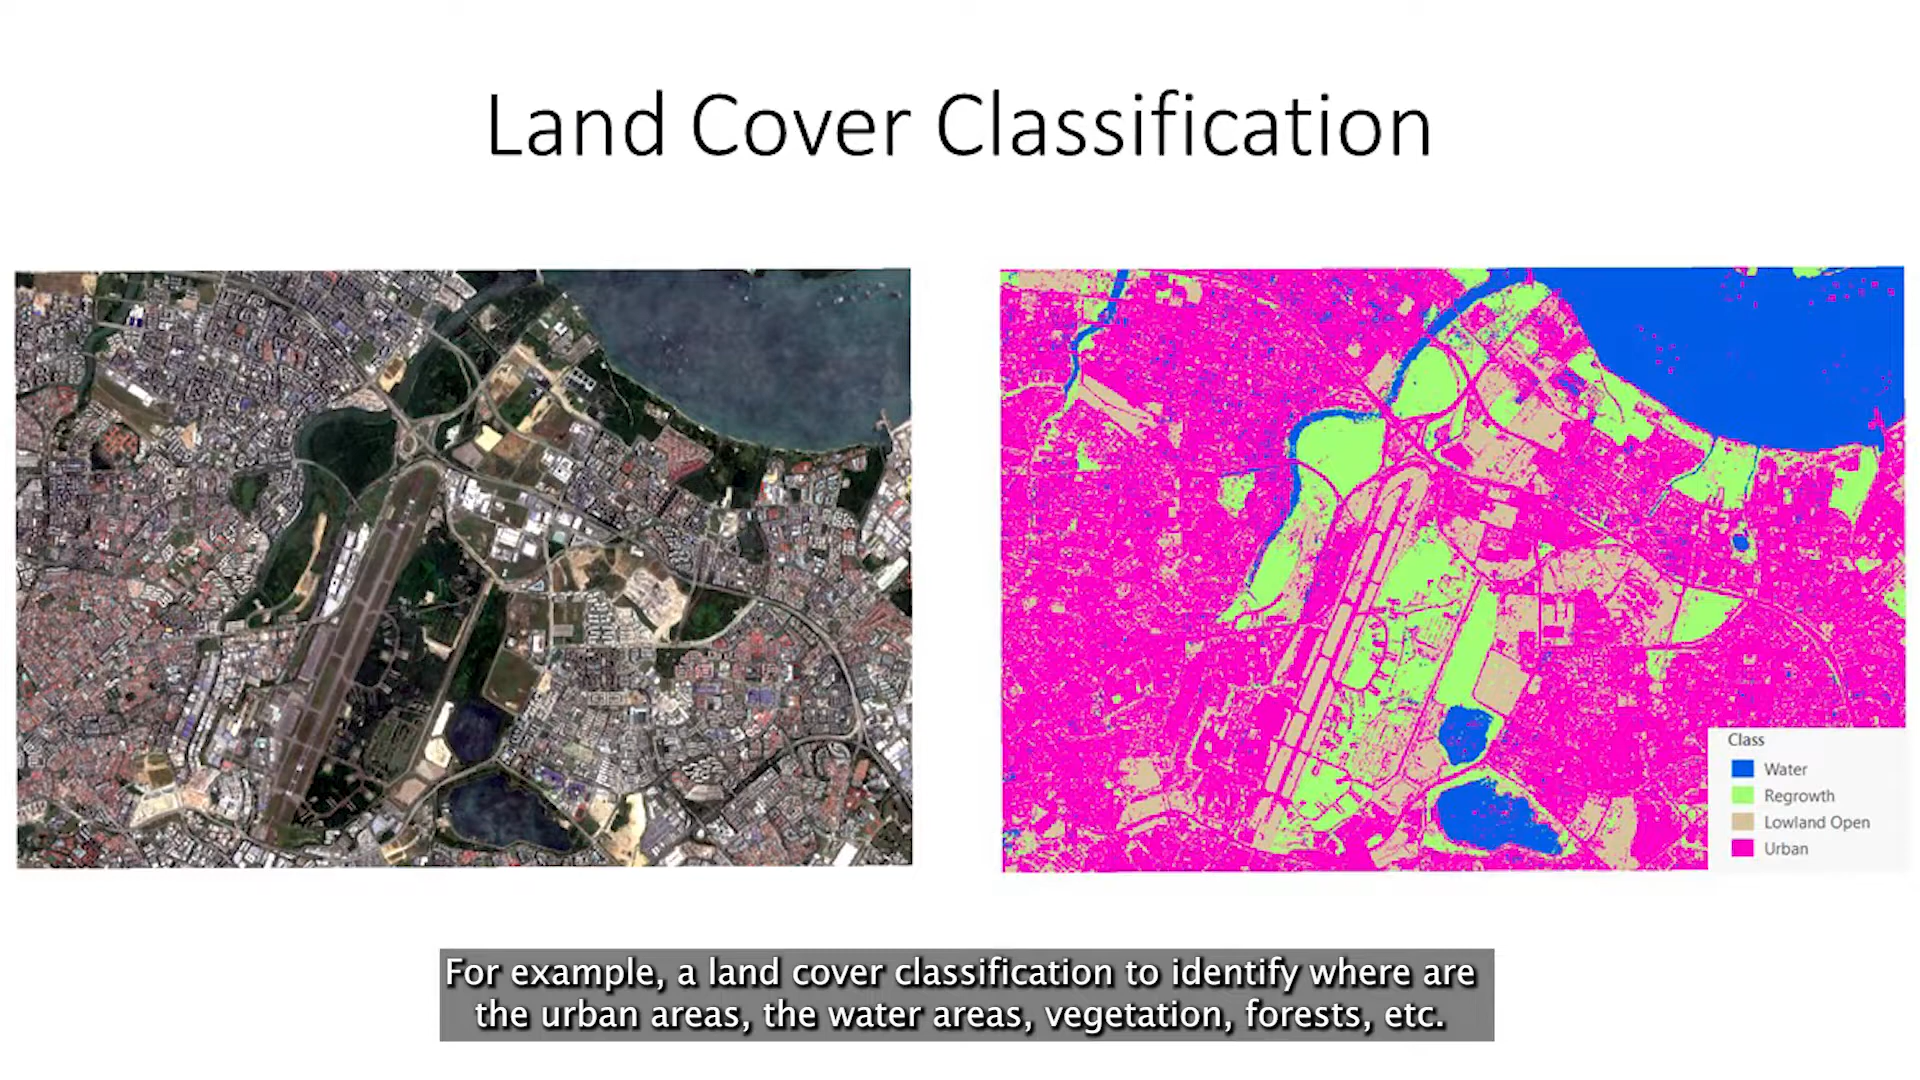 Land Cover Classification
Class
Water
Regrowth
Lowland Open
Urban
For example, a land cover classification to identify where are
the urban areas, the water areas, vegetation, forests, etc.